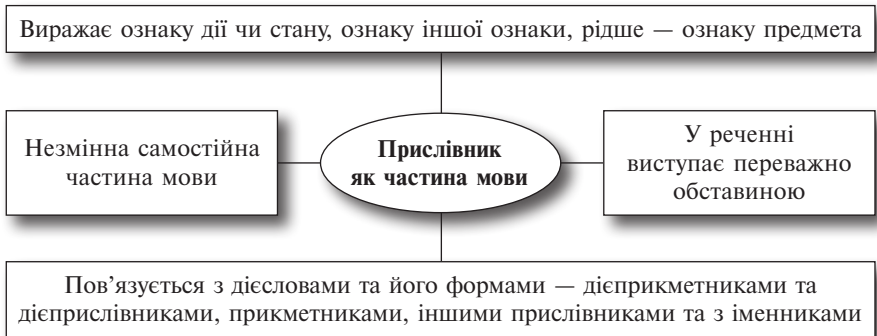 Виражає ознаку дії чи стану, ознаку іншої ознаки, рідше — ознаку предмета
Незмінна самостійна
частина мови
Прислівник
як частина мови
У реченні
виступає переважно
обставиною
Пов’язується з дієсловами та його формами — дієприкметниками та
дієприслівниками, прикметниками, іншими прислівниками та з іменниками